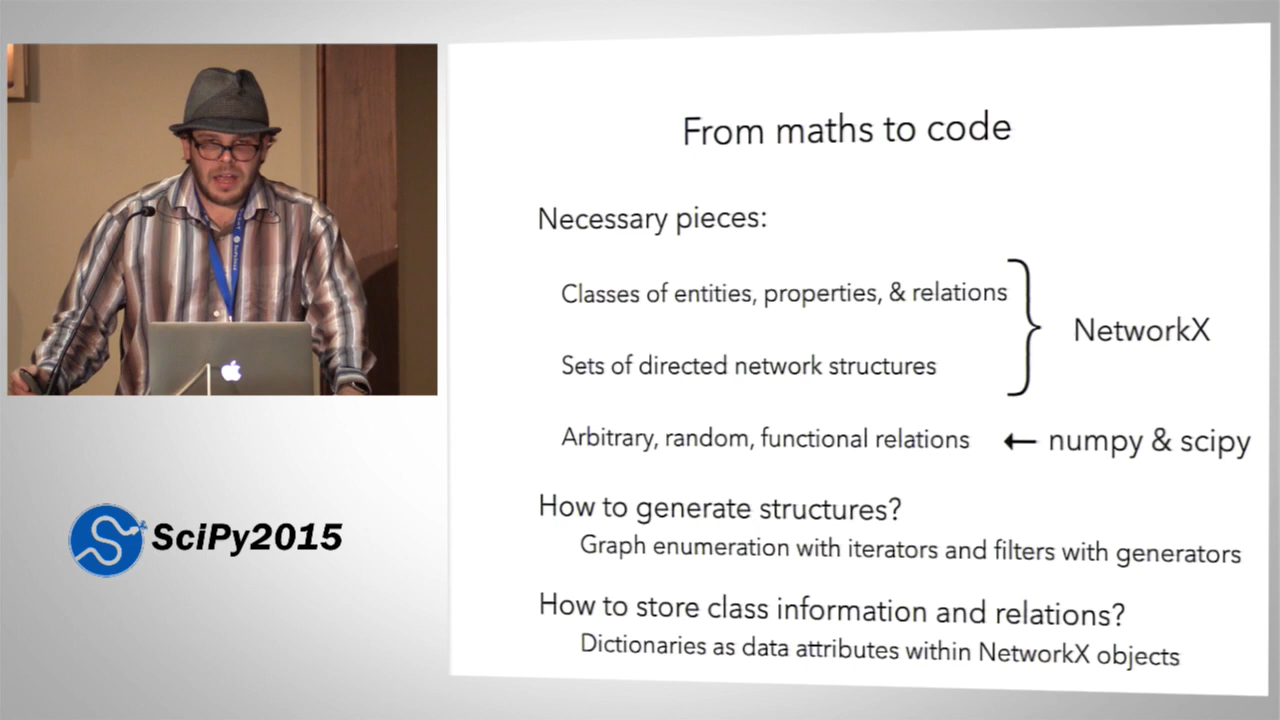 From maths to code
Necessary pieces:
Classes of entities, properties, & relations
NetworkX
Sets of directed network structures
Arbitrary, random, functional relations ← numpy & scipy
How to generate structures?
Graph enumeration with iterators and filters with generators
How to store class information and relations?
Dictionaries as data attributes within NetworkX objects
SciPy2015